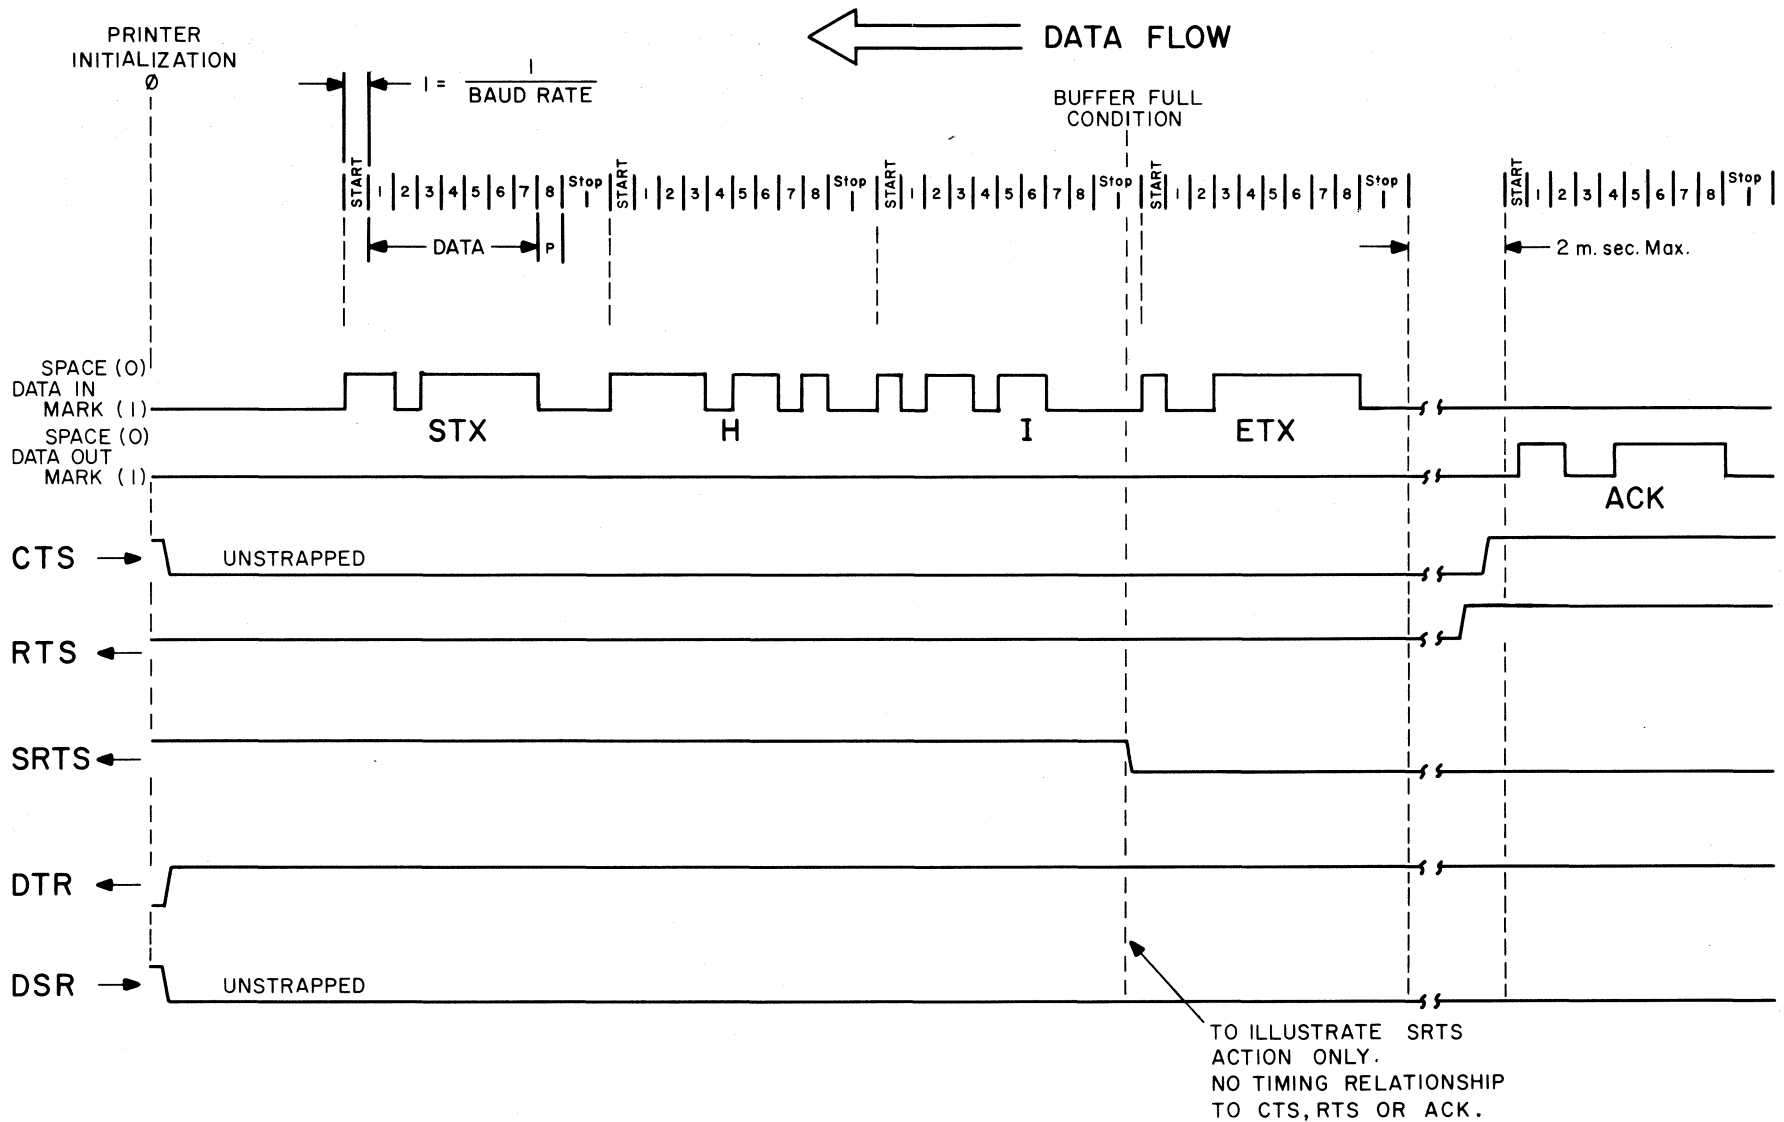 DATA FLOW
PRINTER
INITIALIZATION
Ø
I = I
BAUD RATE
BUFFER FULL
CONDITION
START 1 2 3 4 5 6 7 8 Stop START 1 2 3 4 5 6 7 8 Stop START 1 2 3 4 5 6 7 8 Stop START 1 2 3 4 5 6 7 8 Stop START 1 2 3 4 5 6 7 8 Stop
DATA P 2 m. sec. Max.
SPACE (0)
DATA IN
MARK (1)
STX H I ETX
SPACE (0)
DATA OUT
MARK (1)
ACK
CTS UNSTRAPPED
RTS
SRTS
DTR
DSR UNSTRAPPED
TO ILLUSTRATE SRTS
ACTION ONLY.
NO TIMING RELATIONSHIP
TO CTS, RTS OR ACK.